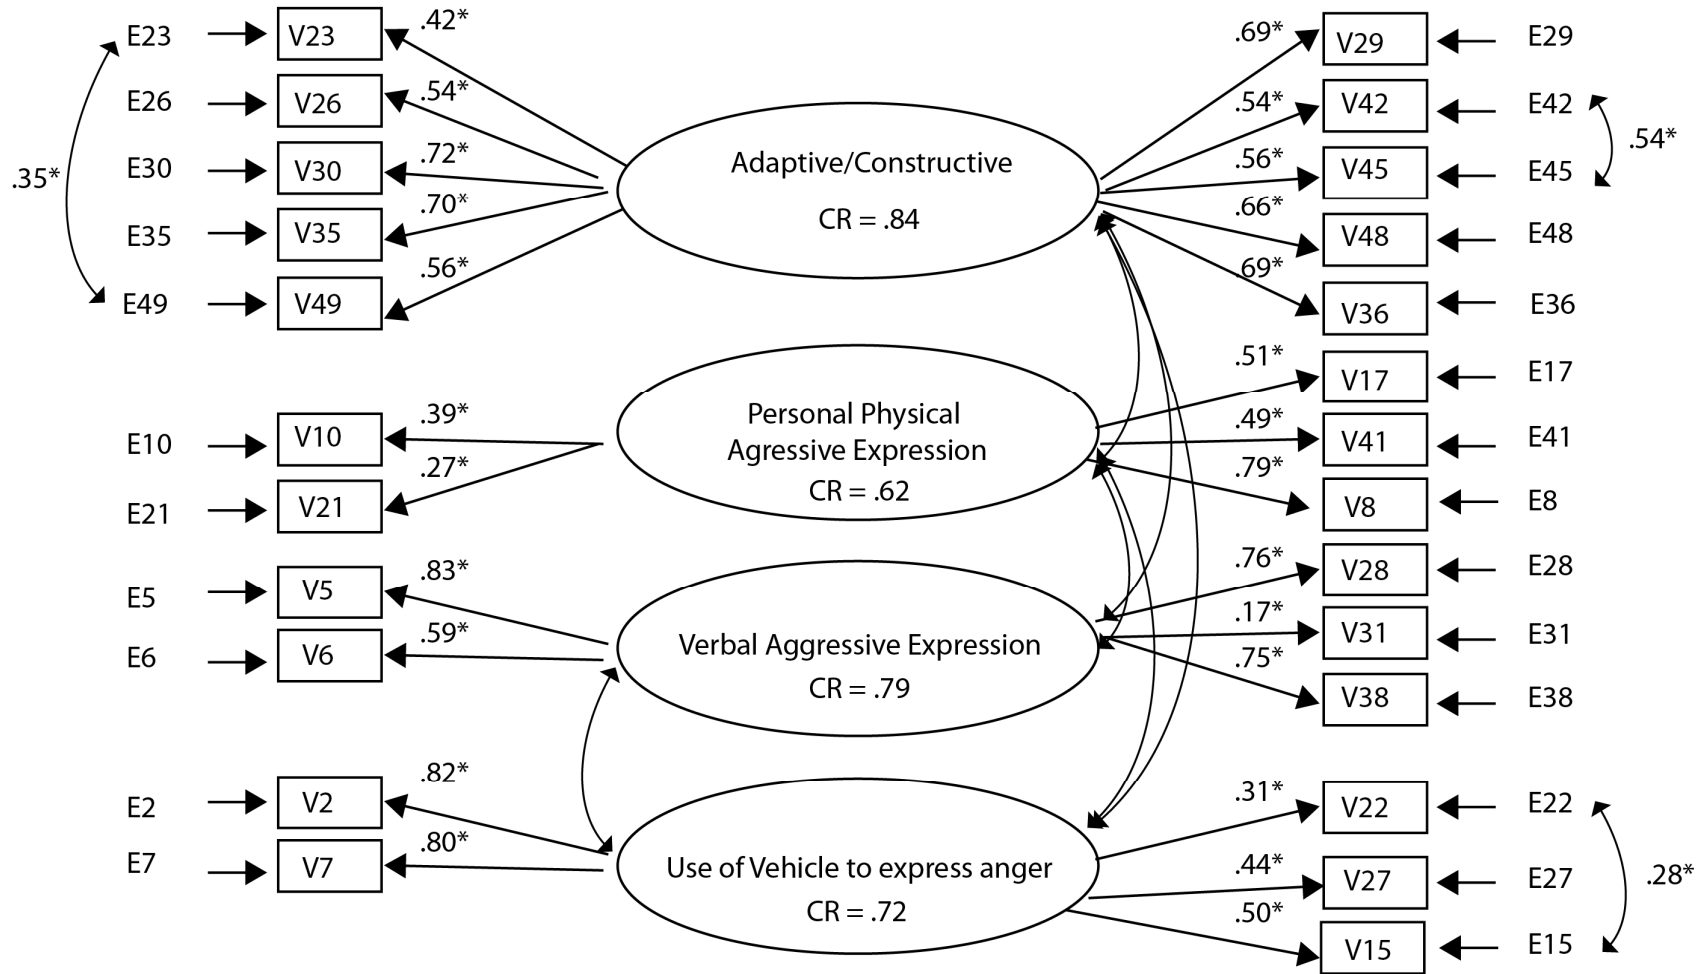 E23 V23 .42* .69* V29 E29
E26 V26 .54* .54* V42 E42
.54*
E30 V30 .72* .56* V45 E45
.35*
Adaptive/Constructive
CR = .84
E35 V35 .70* .66* V48 E48
E49 V49 .56* .69* V36 E36
.51* V17 E17
E10 V10 .39* .49* V41 E41
Personal Physical
Agressive Expression
CR = .62
E21 V21 .27* .79* V8 E8
E5 V5 .83* .76* V28 E28
E6 V6 .59* .17* V31 E31
Verbal Aggressive Expression
CR = .79
.75* V38 E38
E2 V2 .82* .31* V22 E22
E7 V7 .80* .44* V27 E27
.28*
Use of Vehicle to express anger
CR = .72
.50* V15 E15